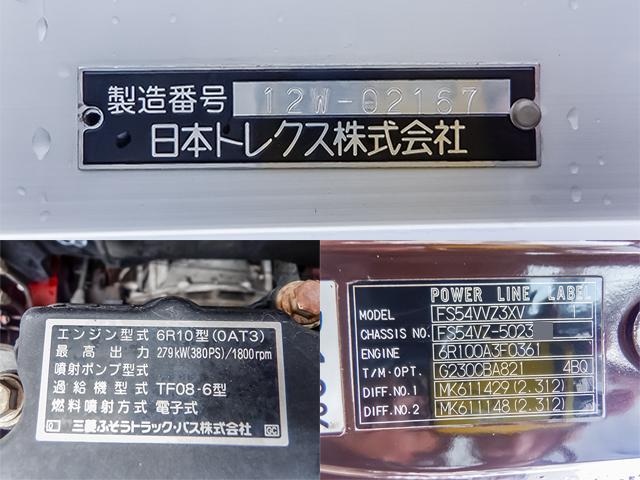 製造番号 12W-02167
日本トレクス株式会社
エンジン型式 6R10型(0AT3)
最高出力 279kW(380PS)/1800rpm
噴射ポンプ型式
過給機型式 TF08-6型
燃料噴射方式 電子式
三菱ふそうトラック・バス株式会社 GC
POWER LINE LABEL
MODEL FS54VVZ3XV 1
CHASSIS NO. FS54VZ-5023
ENGINE 6R100A3F0361
T/M-OPT. G2300BA821 4BQ
DIFF.NO.1 MK611429(2.312)
DIFF.NO.2 MK611148(2.312)